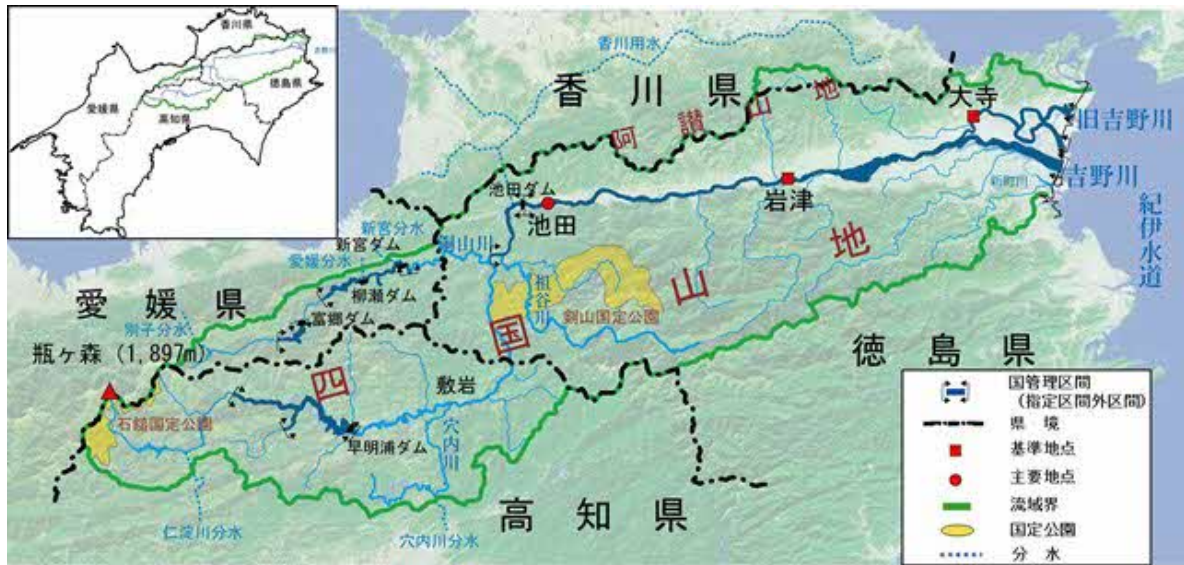 香川県
徳島県
愛媛県
高知県
香川用水
香川県
阿讃山地
大寺
旧吉野川
吉野川
新町川
紀伊水道
岩津
池田ダム
池田
新宮分水
新宮ダム
銅山川
愛媛分水
柳瀬ダム
富郷ダム
別子分水
愛媛県
瓶ヶ森（1,897m）
石鎚国定公園
祖谷川
剣山国定公園
四国山地
徳島県
敷岩
早明浦ダム
穴内川
仁淀川分水
穴内川分水
高知県
国管理区間
（指定区間外区間）
県境
基準地点
主要地点
流域界
国定公園
分水